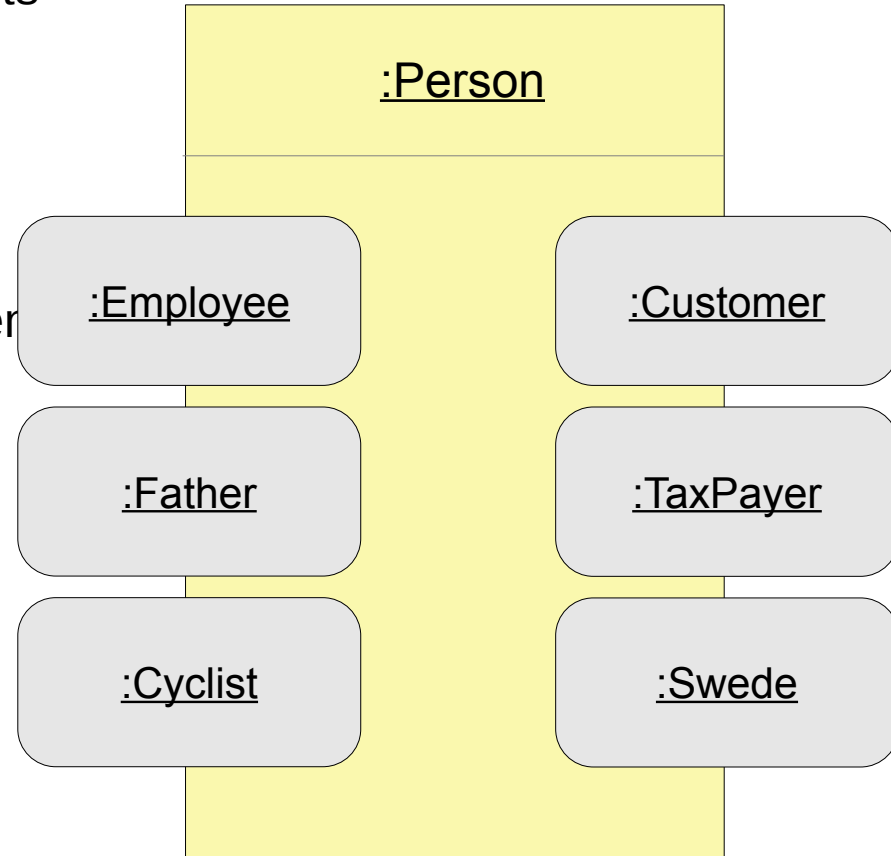 :Person
:Employee
:Customer
:Father
:TaxPayer
:Cyclist
:Swede